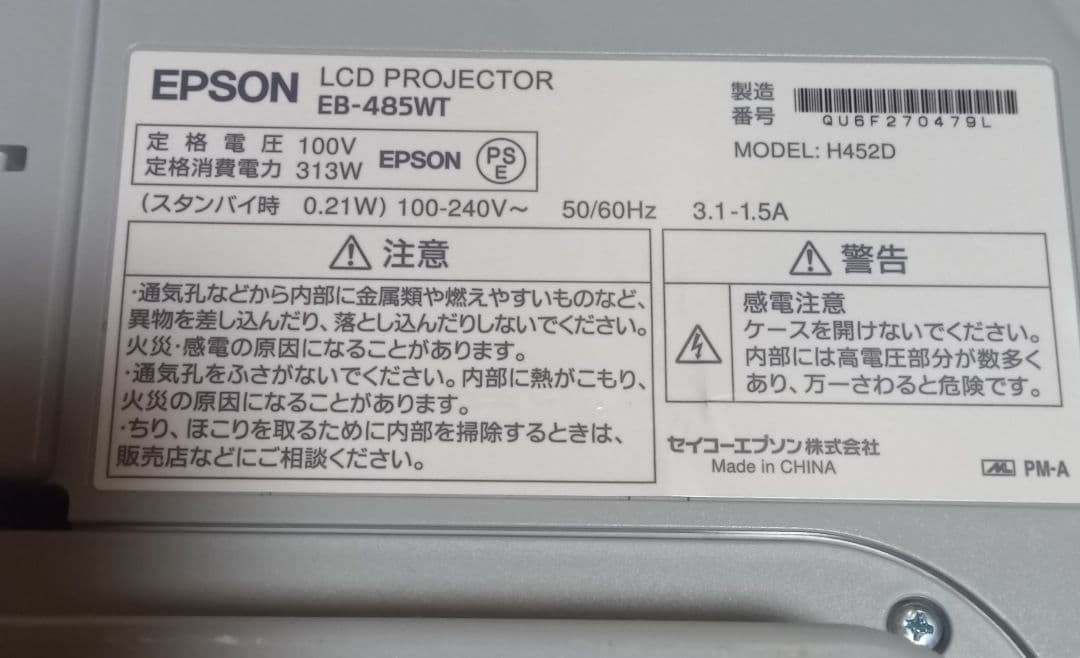 EPSON LCD PROJECTOR
EB-485WT
定格電圧 100V
定格消費電力 313W
EPSON
PS
E
(スタンバイ時 0.21W) 100-240V～ 50/60Hz 3.1-1.5A
製造
番号
QU6F270479L
MODEL: H452D
注意
・通気孔などから内部に金属類や燃えやすいものなど、
異物を差し込んだり、落とし込んだりしないでください。
火災・感電の原因になることがあります。
・通気孔をふさがないでください。内部に熱がこもり、
火災の原因になることがあります。
・ちり、ほこりを取るために内部を掃除するときは、
販売店などにご相談ください。
警告
感電注意
ケースを開けないでください。
内部には高電圧部分が数多く
あり、万一さわると危険です。
セイコーエプソン株式会社
Made in CHINA
PM-A